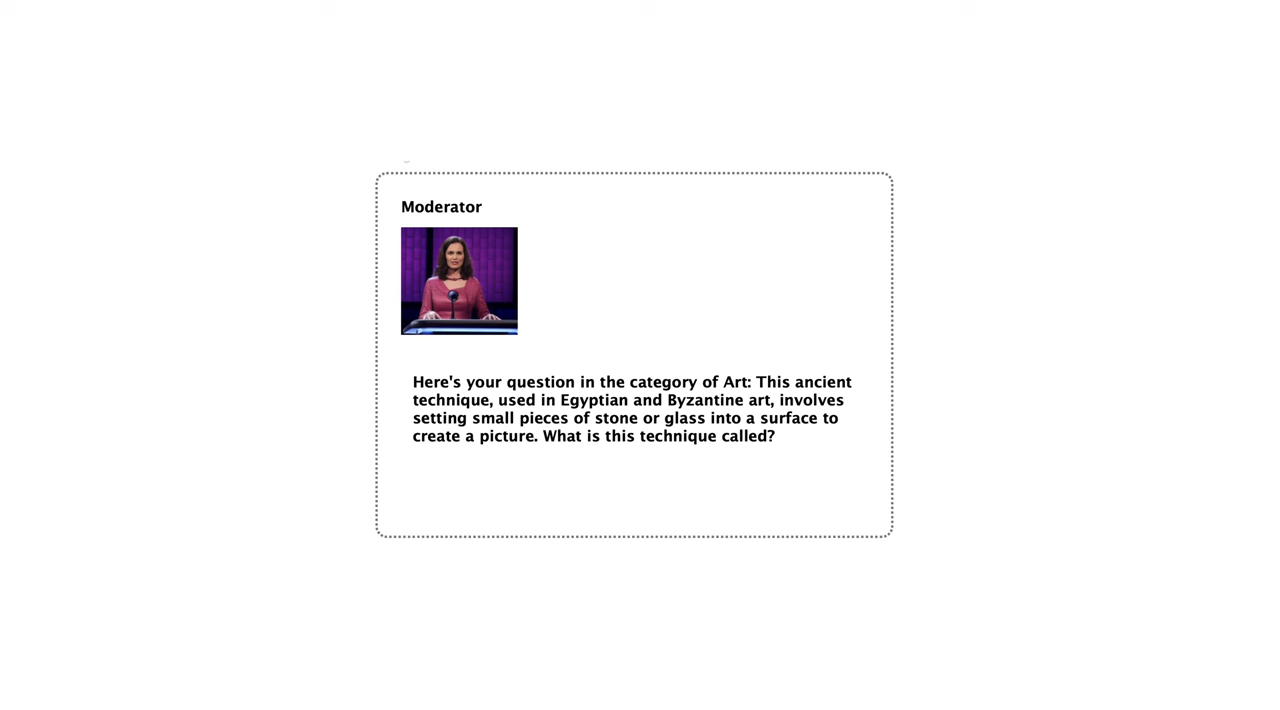 Moderator
Here's your question in the category of Art: This ancient
technique, used in Egyptian and Byzantine art, involves
setting small pieces of stone or glass into a surface to
create a picture. What is this technique called?